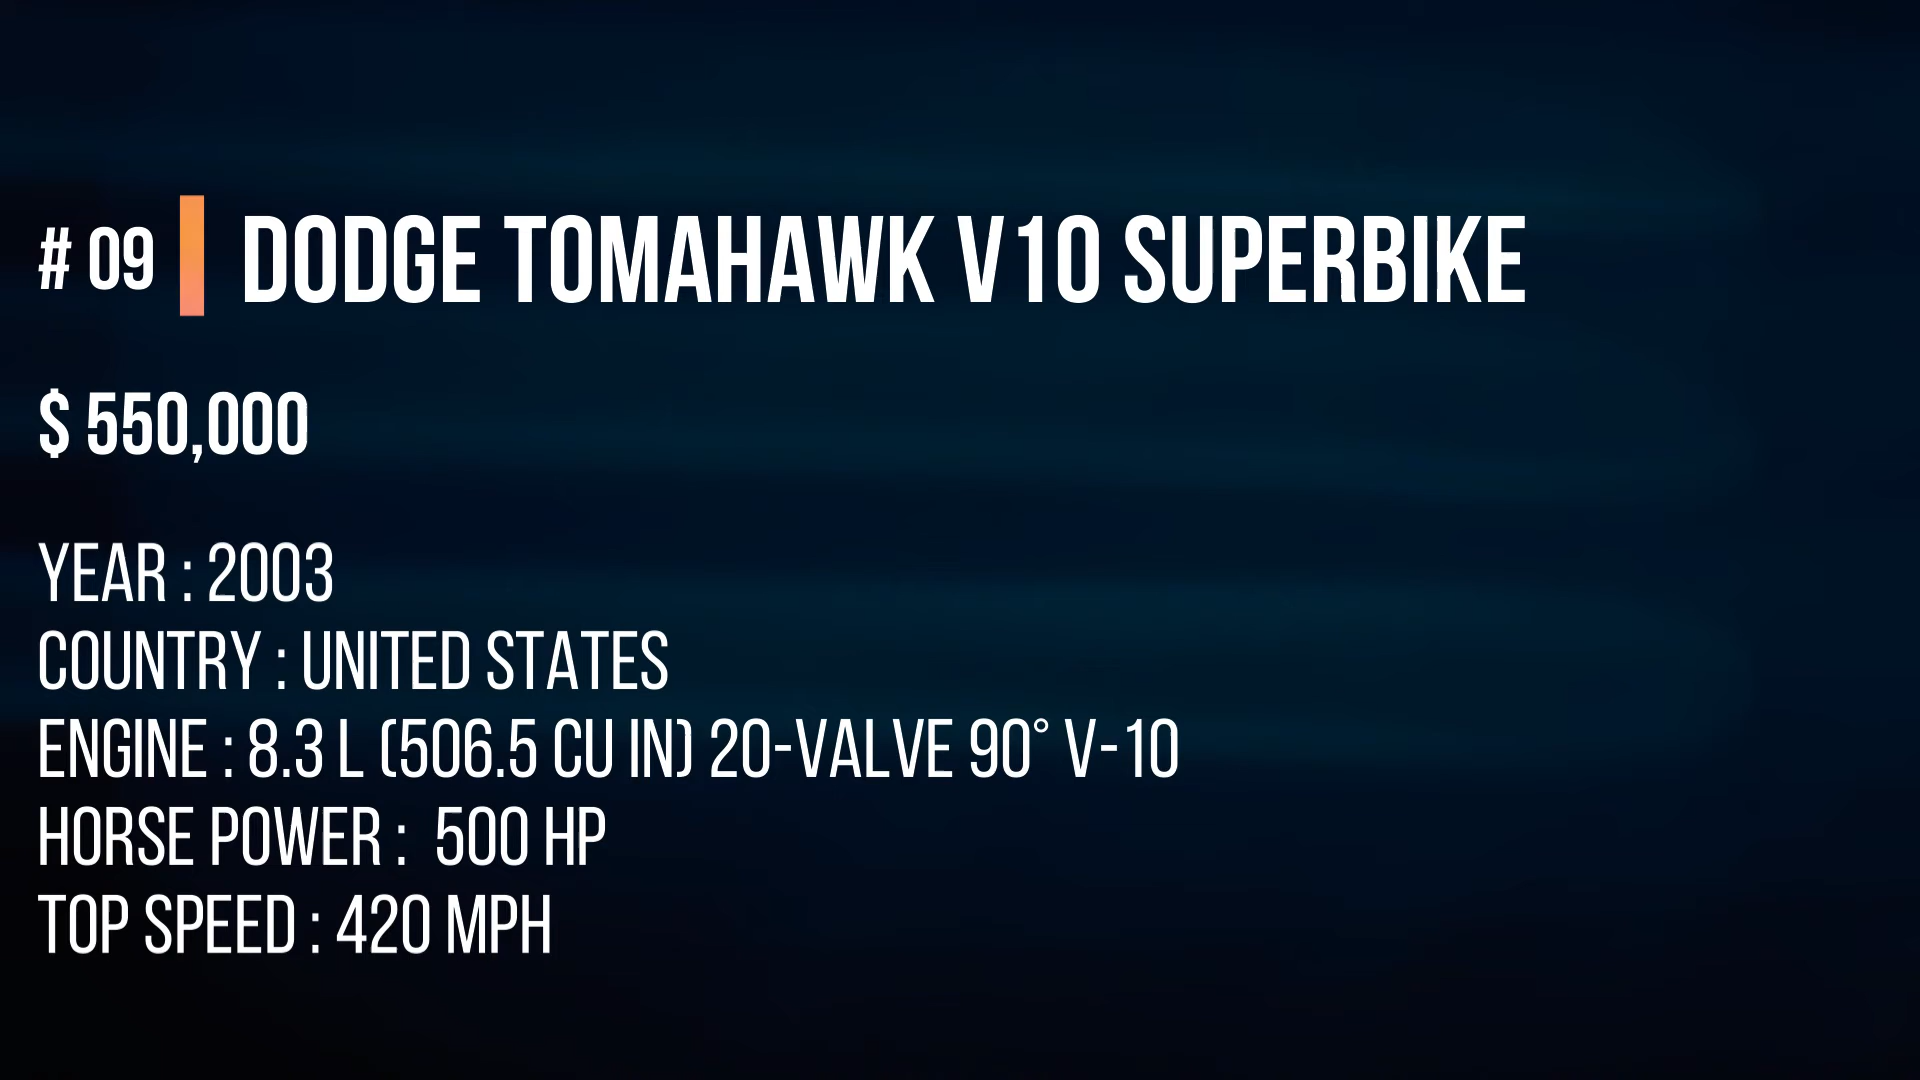 # 09 DODGE TOMAHAWK V10 SUPERBIKE
$ 550,000
YEAR : 2003
COUNTRY : UNITED STATES
ENGINE : 8.3 L (506.5 CU IN) 20-VALVE 90° V-10
HORSE POWER : 500 HP
TOP SPEED : 420 MPH